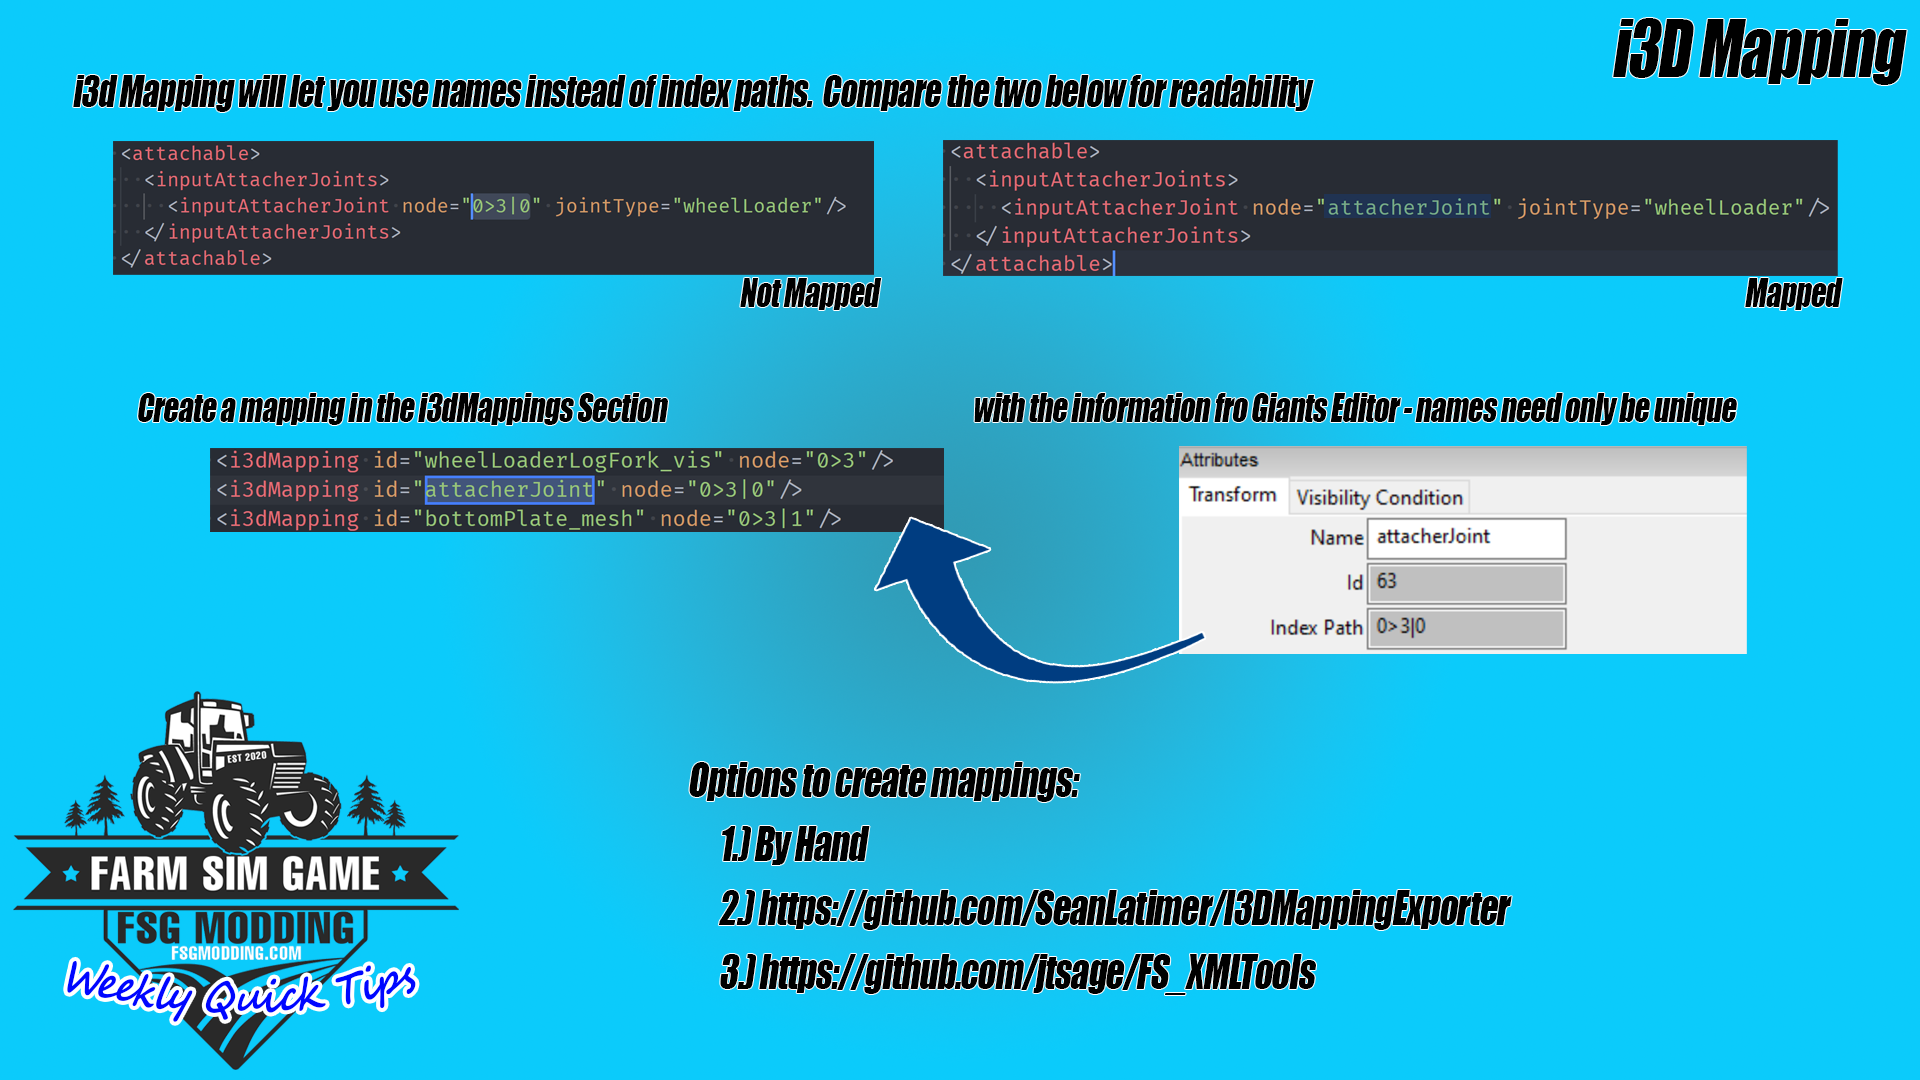 i3D Mapping
i3d Mapping will let you use names instead of index paths. Compare the two below for readability
<attachable>
<inputAttacherJoints>
<inputAttacherJoint node="0>3|0" jointType="wheelLoader"/>
</inputAttacherJoints>
</attachable>
Not Mapped
<attachable>
<inputAttacherJoints>
<inputAttacherJoint node="attacherJoint" jointType="wheelLoader"/>
</inputAttacherJoints>
</attachable>
Mapped
Create a mapping in the i3dMappings Section
<i3dMapping id="wheelLoaderLogFork_vis" node="0>3"/>
<i3dMapping id="attacherJoint" node="0>3|0"/>
<i3dMapping id="bottomPlate_mesh" node="0>3|1"/>
with the information fro Giants Editor - names need only be unique
Attributes
Transform Visibility Condition
Name attacherJoint
Id 63
Index Path 0>3|0
Options to create mappings:
1.) By Hand
2.) https://github.com/SeanLatimer/I3DMappingExporter
3.) https://github.com/jtsage/FS_XMLTools
EST 2020
FARM SIM GAME
FSG MODDING
FSGMODDING.COM
Weekly Quick Tips